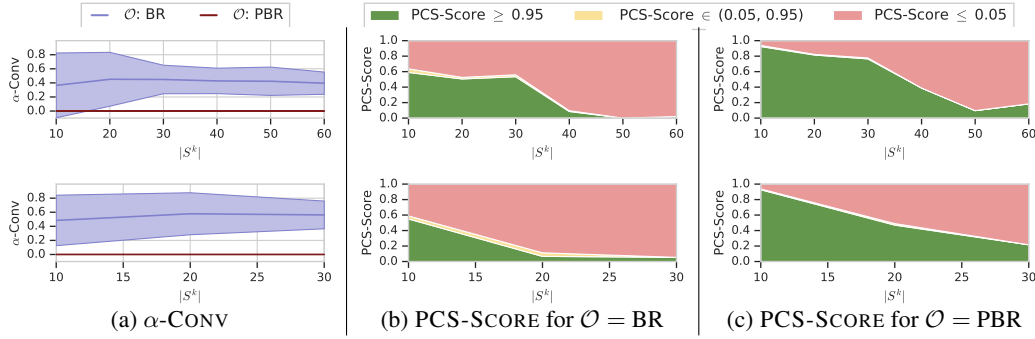 𝒪: BR 𝒪: PBR
PCS-Score ≥ 0.95 PCS-Score ∈ (0.05, 0.95) PCS-Score ≤ 0.05
α-Conv
0.8
0.4
0.2
0.0
10 20 30 40 50 60
|S^k|
PCS-Score
1.0
0.8
0.6
0.4
0.2
0.0
10 20 30 40 50 60
|S^k|
PCS-Score
1.0
0.8
0.6
0.4
0.2
0.0
10 20 30 40 50 60
|S^k|
α-Conv
0.8
0.4
0.2
0.0
10 15 20 25 30
|S^k|
PCS-Score
1.0
0.8
0.6
0.4
0.2
0.0
10 15 20 25 30
|S^k|
PCS-Score
1.0
0.8
0.6
0.4
0.2
0.0
10 15 20 25 30
|S^k|
(a) α-CONV
(b) PCS-SCORE for 𝒪 = BR
(c) PCS-SCORE for 𝒪 = PBR